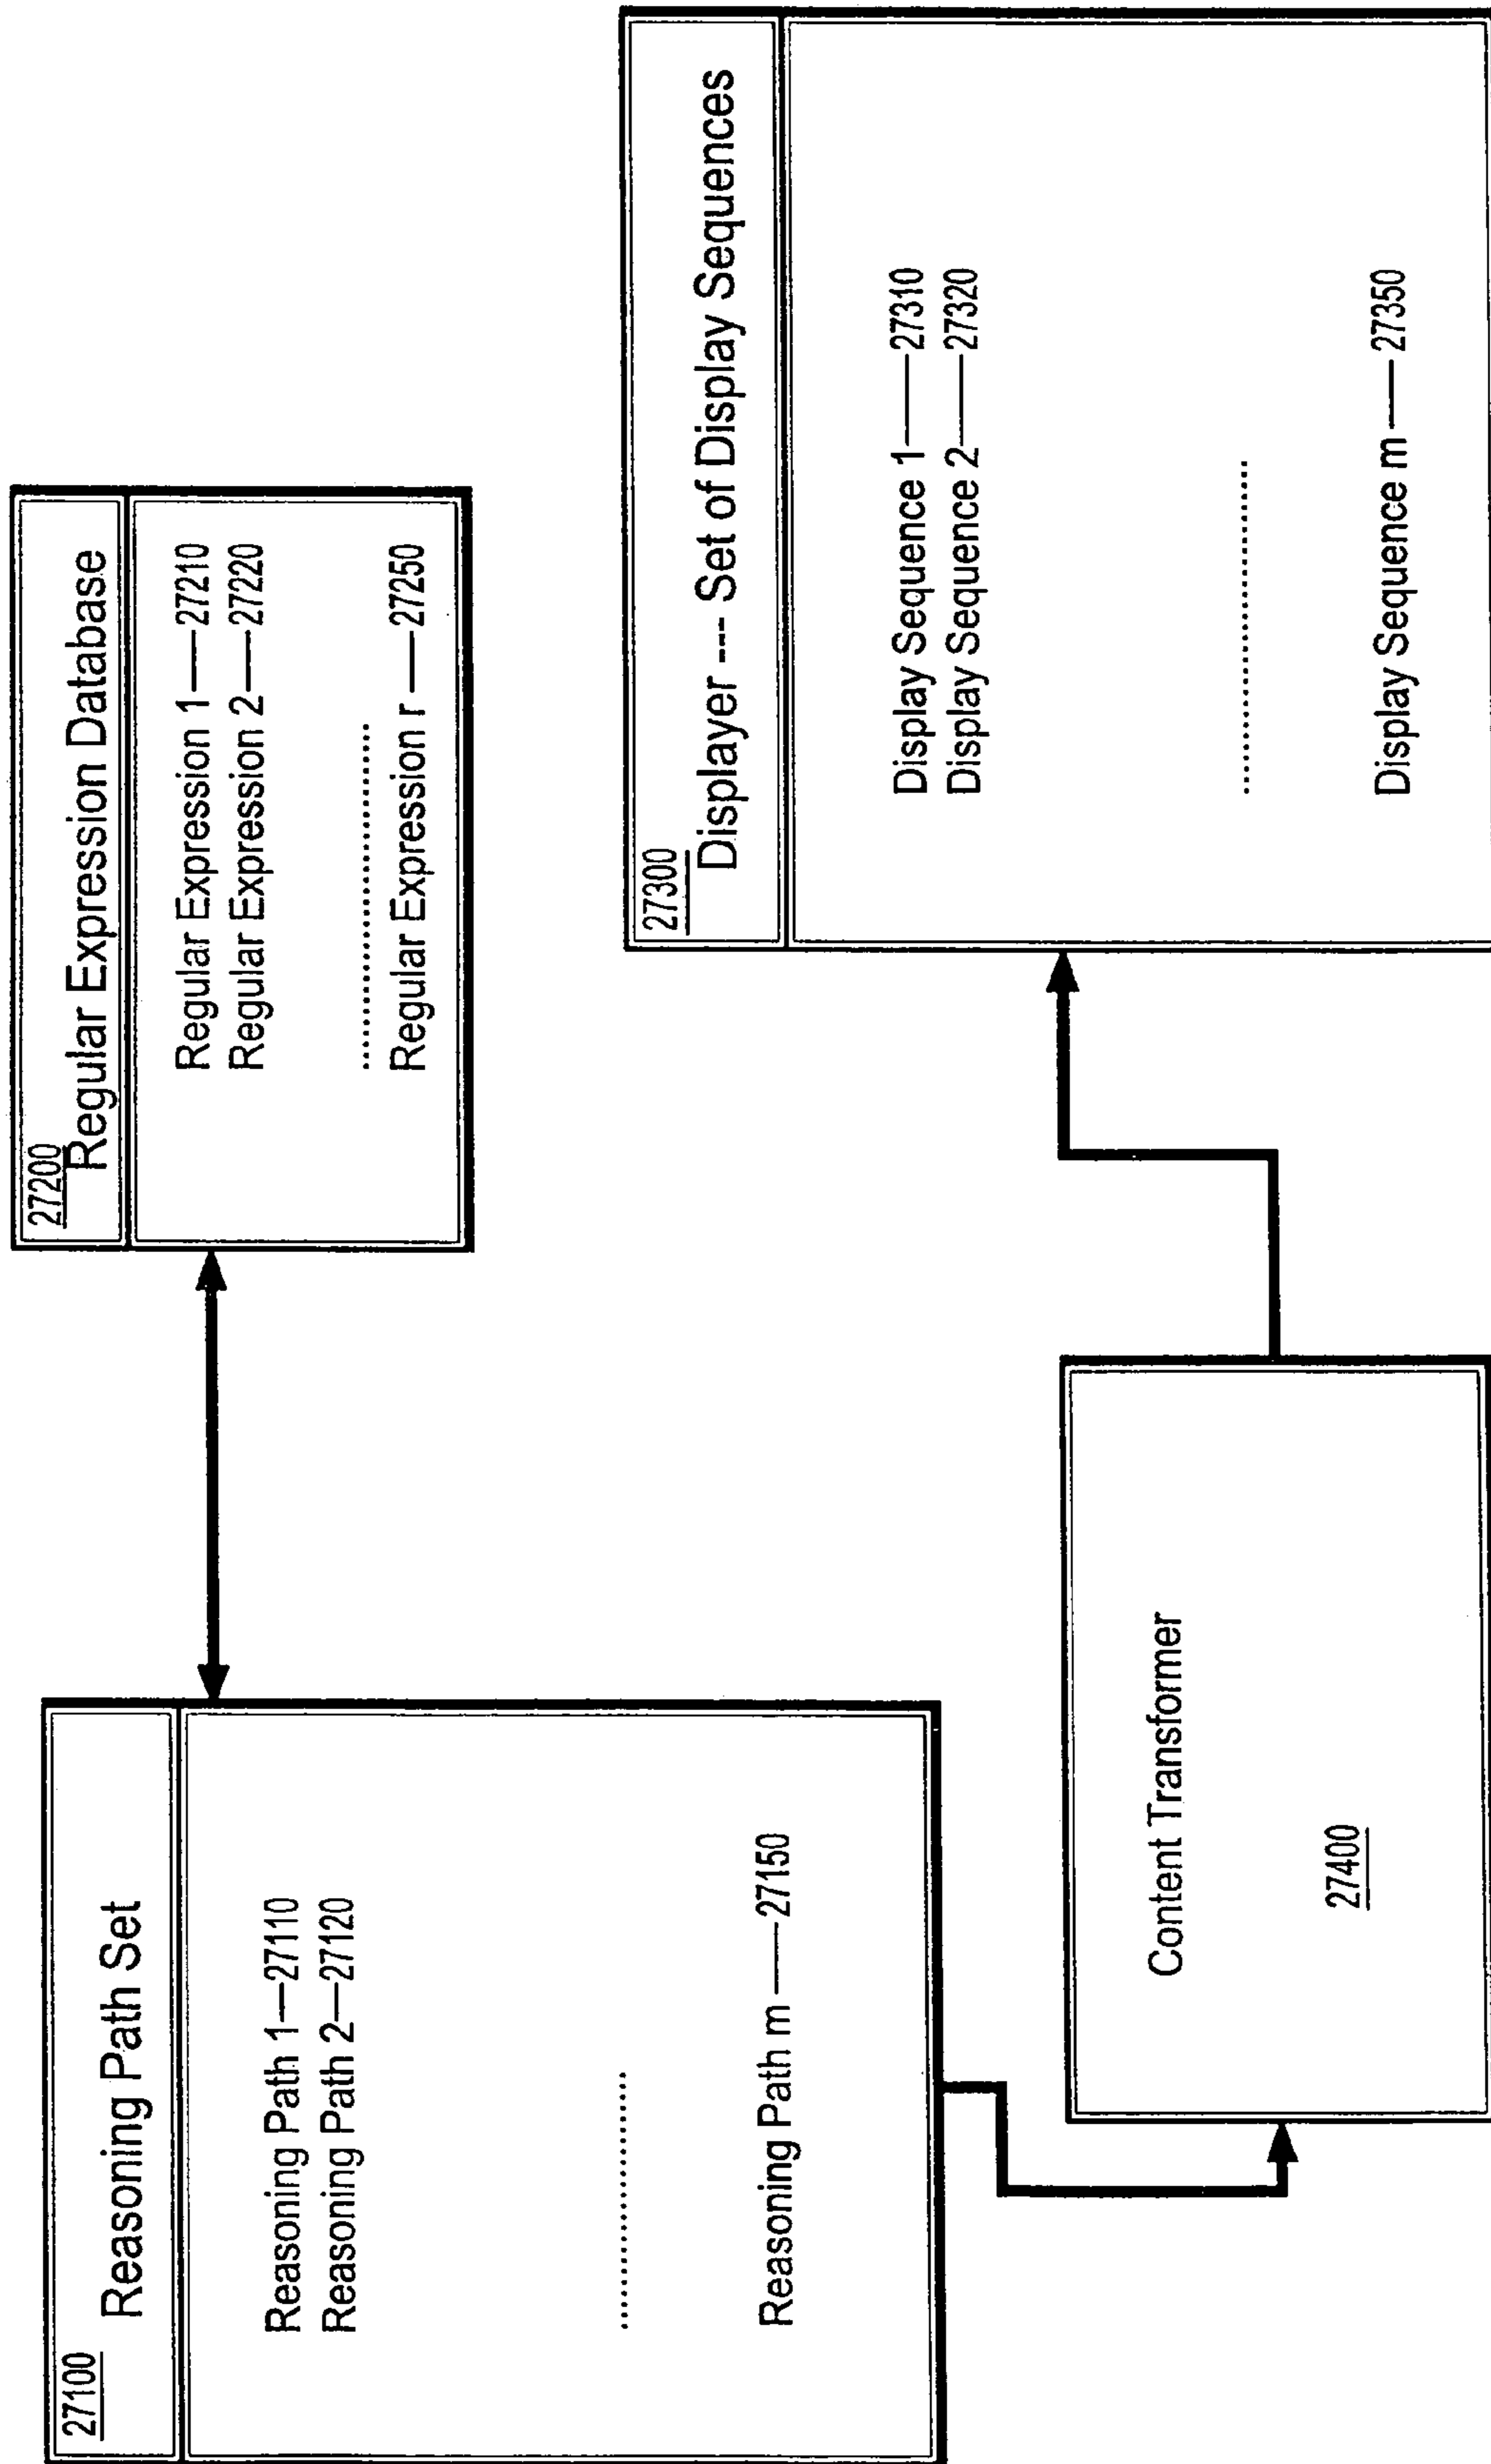 27100
Reasoning Path Set
Reasoning Path 1—27110
Reasoning Path 2—27120
....................
Reasoning Path m ——27150
27200
Regular Expression Database
Regular Expression 1——27210
Regular Expression 2——27220
..........................
Regular Expression r ——27250
Content Transformer
27400
27300
Displayer --- Set of Display Sequences
Display Sequence 1——27310
Display Sequence 2——27320
..........................
Display Sequence m ——27350